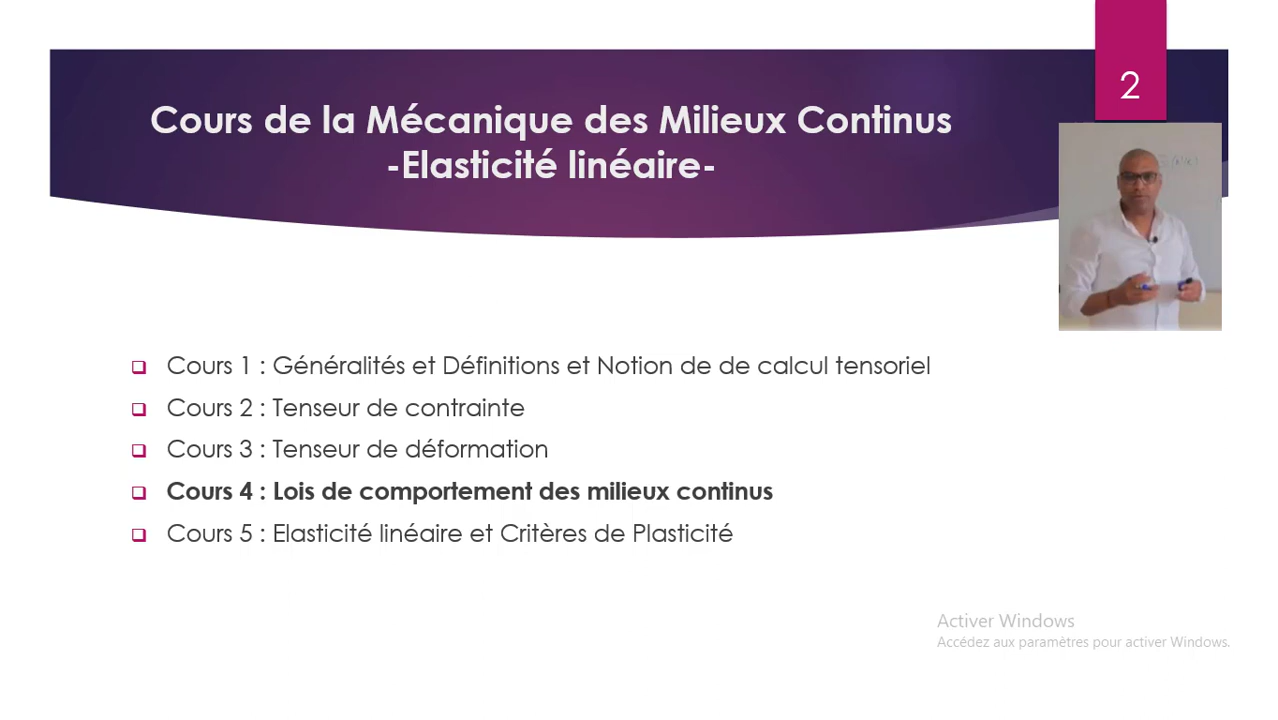 2
Cours de la Mécanique des Milieux Continus
-Elasticité linéaire-
Cours 1 : Généralités et Définitions et Notion de de calcul tensoriel
Cours 2 : Tenseur de contrainte
Cours 3 : Tenseur de déformation
Cours 4 : Lois de comportement des milieux continus
Cours 5 : Elasticité linéaire et Critères de Plasticité
Activer Windows
Accédez aux paramètres pour activer Windows.